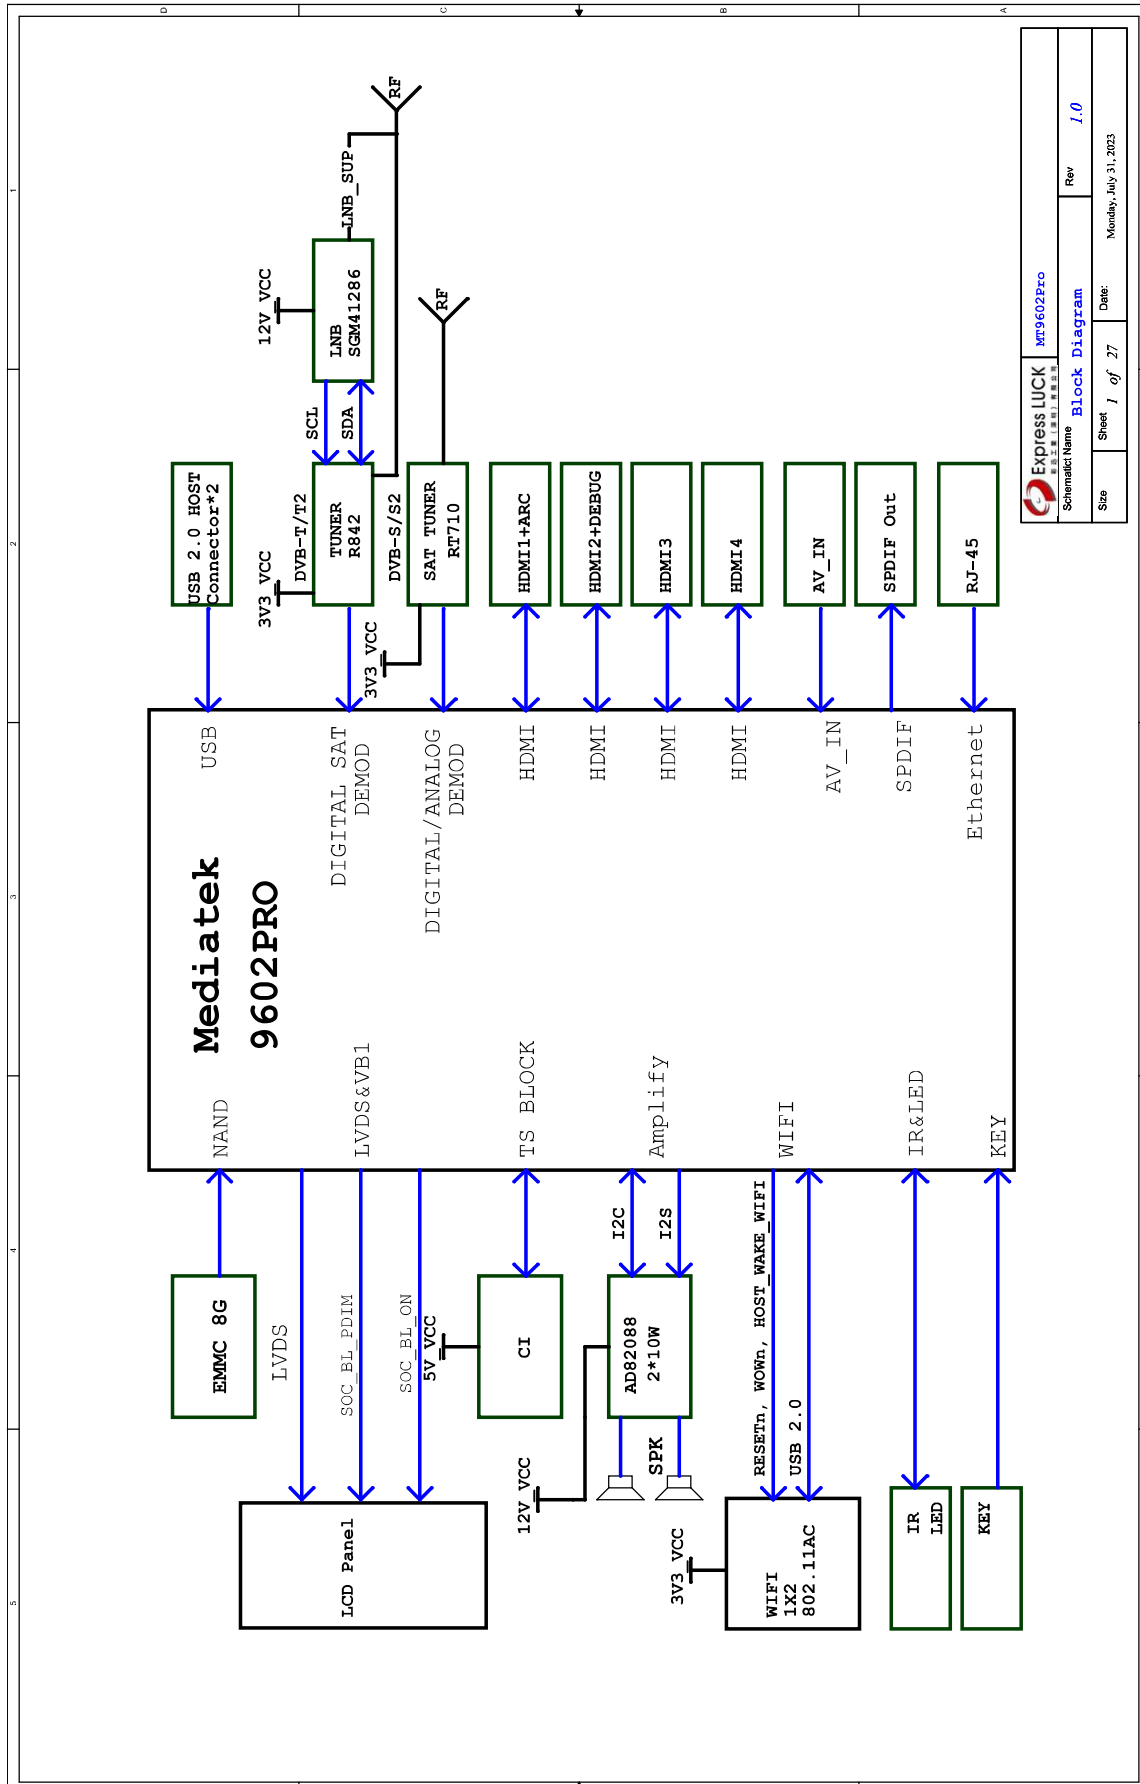 5
4
3
2
1
D
C
B
A
Mediatek
9602PRO
NAND
LVDS&VB1
TS BLOCK
Amplify
WIFI
IR&LED
KEY
USB
DIGITAL SAT
DEMOD
DIGITAL/ANALOG
DEMOD
HDMI
HDMI
HDMI
HDMI
AV_IN
SPDIF
Ethernet
EMMC 8G
LVDS
SOC_BL_PDIM
SOC_BL_ON
LCD Panel
5V VCC
CI
I2C
I2S
AD82088
2*10W
12V VCC
SPK
RESETn, WOWn, HOST_WAKE_WIFI
USB 2.0
3V3 VCC
WIFI
1X2
802.11AC
IR
LED
KEY
USB 2.0 HOST
Connector*2
3V3 VCC
DVB-T/T2
TUNER
R842
SCL
SDA
12V VCC
LNB
SGM41286
LNB_SUP
RF
3V3 VCC
DVB-S/S2
SAT TUNER
RT710
RF
HDMI1+ARC
HDMI2+DEBUG
HDMI3
HDMI4
AV_IN
SPDIF Out
RJ-45
Express LUCK
MT9602Pro
Schematict Name
Block Diagram
Rev
1.0
Size
Sheet
1 of 27
Date:
Monday, July 31, 2023